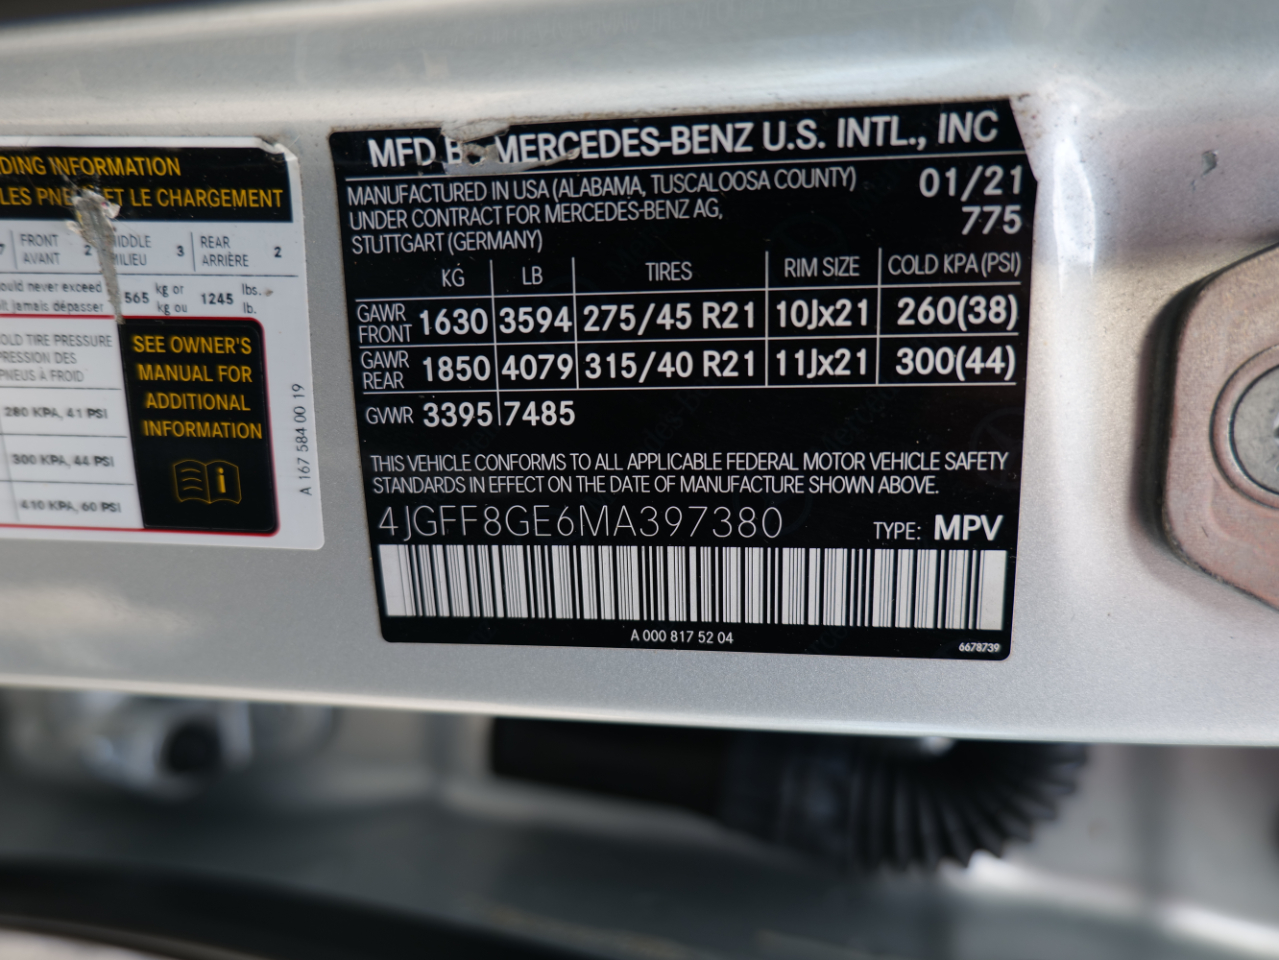 DING INFORMATION
LES PNE ET LE CHARGEMENT
7 FRONT 2 MIDDLE 3 REAR 2
AVANT MILIEU ARRIÈRE
ould never exceed 565 kg or 1245 lbs.
it jamais dépasser kg ou lb.
OLD TIRE PRESSURE
PRESSION DES
PNEUS À FROID
280 KPA, 41 PSI
300 KPA, 44 PSI
410 KPA, 60 PSI
SEE OWNER'S
MANUAL FOR
ADDITIONAL
INFORMATION
A 167 584 00 19
MFD B MERCEDES-BENZ U.S. INTL., INC
MANUFACTURED IN USA (ALABAMA, TUSCALOOSA COUNTY) 01/21
UNDER CONTRACT FOR MERCEDES-BENZ AG, 775
STUTTGART (GERMANY)
KG LB TIRES RIM SIZE COLD KPA (PSI)
GAWR FRONT 1630 3594 275/45 R21 10Jx21 260(38)
GAWR REAR 1850 4079 315/40 R21 11Jx21 300(44)
GVWR 3395 7485
THIS VEHICLE CONFORMS TO ALL APPLICABLE FEDERAL MOTOR VEHICLE SAFETY
STANDARDS IN EFFECT ON THE DATE OF MANUFACTURE SHOWN ABOVE.
4JGFF8GE6MA397380 TYPE: MPV
A 000 817 52 04
6678739